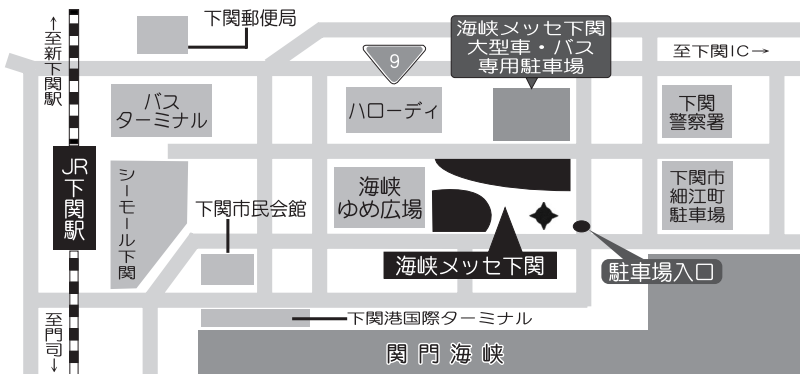 下関郵便局
↑至新下関駅
海峡メッセ下関
大型車・バス
専用駐車場
至下関IC→
9
バス
ターミナル
ハローディ
下関
警察署
JR下関駅
シーモール下関
下関市民会館
海峡
ゆめ広場
下関市
細江町
駐車場
海峡メッセ下関
駐車場入口
至門司↓
下関港国際ターミナル
関門海峡